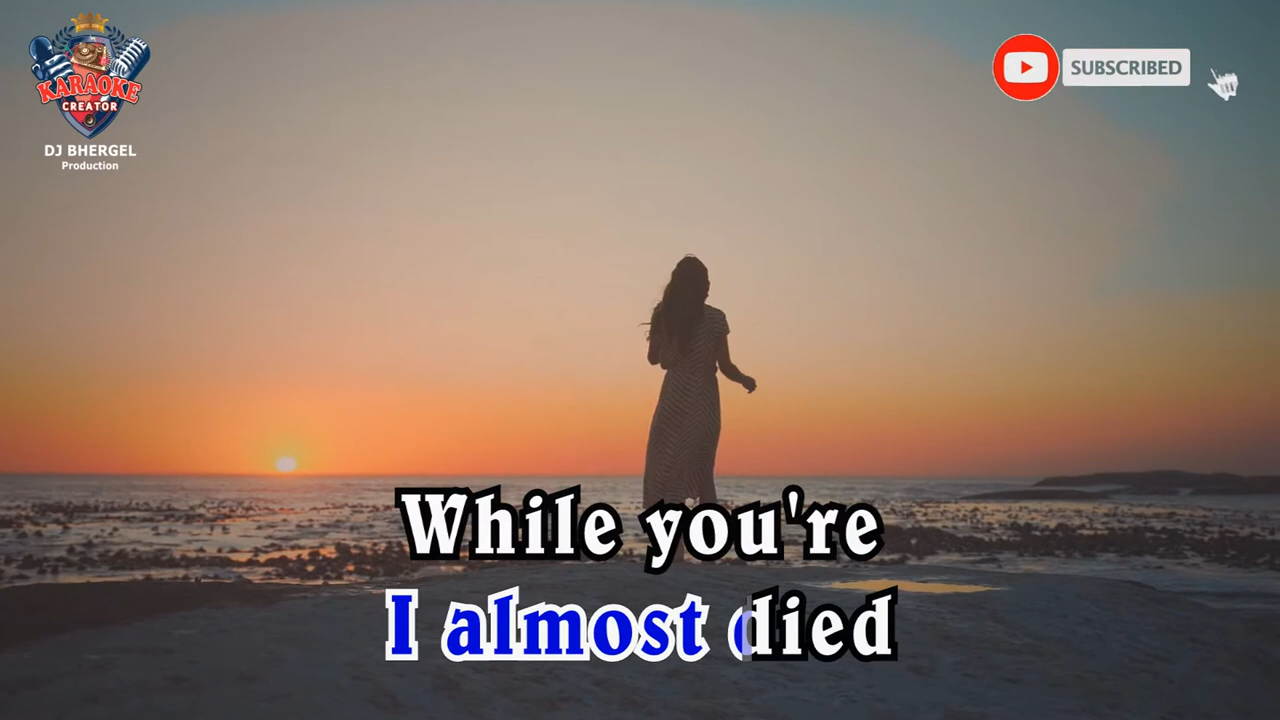 KARAOKE
CREATOR
DJ BHERGEL
Production
SUBSCRIBED
While you're
I almost died